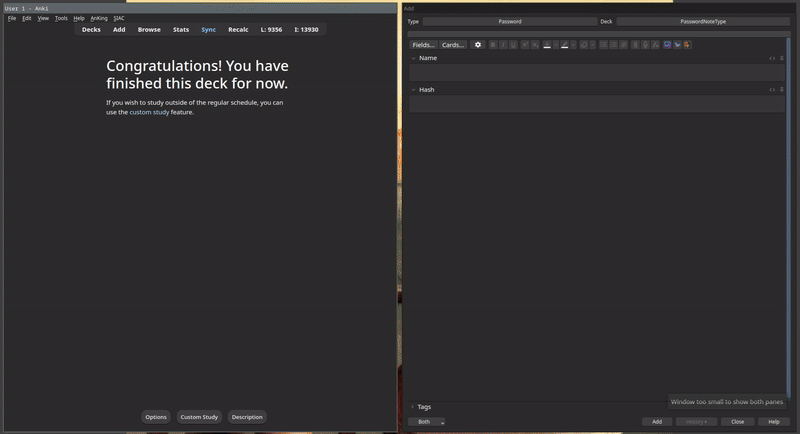 User 1 - Anki
File Edit View Tools Help AnKing SIAC
Decks Add Browse Stats Sync Recalc L: 9356 I: 13930
Congratulations! You have
finished this deck for now.
If you wish to study outside of the regular schedule, you can
use the custom study feature.
Options Custom Study Description
Add
Type Password Deck PasswordNoteType
Fields... Cards...
Name
Hash
Tags
Window too small to show both panes
Both Add History Close Help